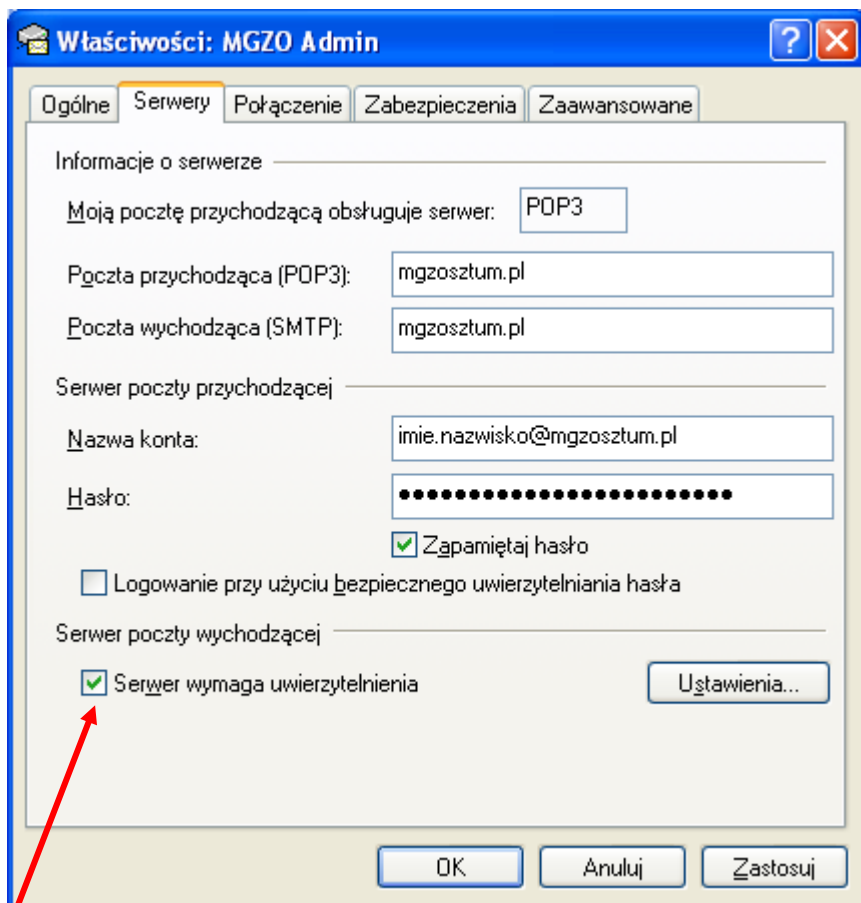 Właściwości: MGZO Admin
Ogólne Serwery Połączenie Zabezpieczenia Zaawansowane
Informacje o serwerze
Moją pocztę przychodzącą obsługuje serwer: POP3
Poczta przychodząca (POP3): mgzosztum.pl
Poczta wychodząca (SMTP): mgzosztum.pl
Serwer poczty przychodzącej
Nazwa konta: imie.nazwisko@mgzosztum.pl
Hasło: ●●●●●●●●●●●●●●●●●●●●●●●●
Zapamiętaj hasło
Logowanie przy użyciu bezpiecznego uwierzytelniania hasła
Serwer poczty wychodzącej
Serwer wymaga uwierzytelnienia Ustawienia...
OK Anuluj Zastosuj